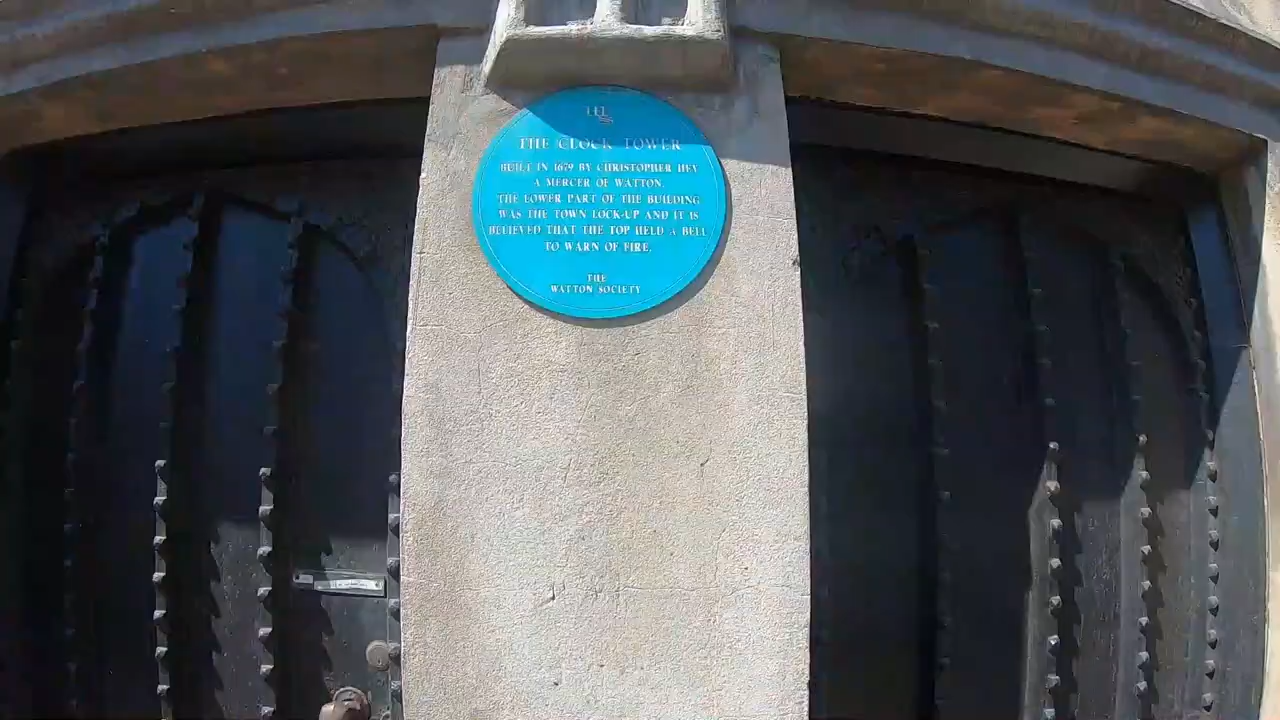 THE CLOCK TOWER
BUILT IN 1679 BY CHRISTOPHER HEY
A MERCER OF WATTON.
THE LOWER PART OF THE BUILDING
WAS THE TOWN LOCK-UP AND IT IS
BELIEVED THAT THE TOP HELD A BELL
TO WARN OF FIRE.
THE
WATTON SOCIETY